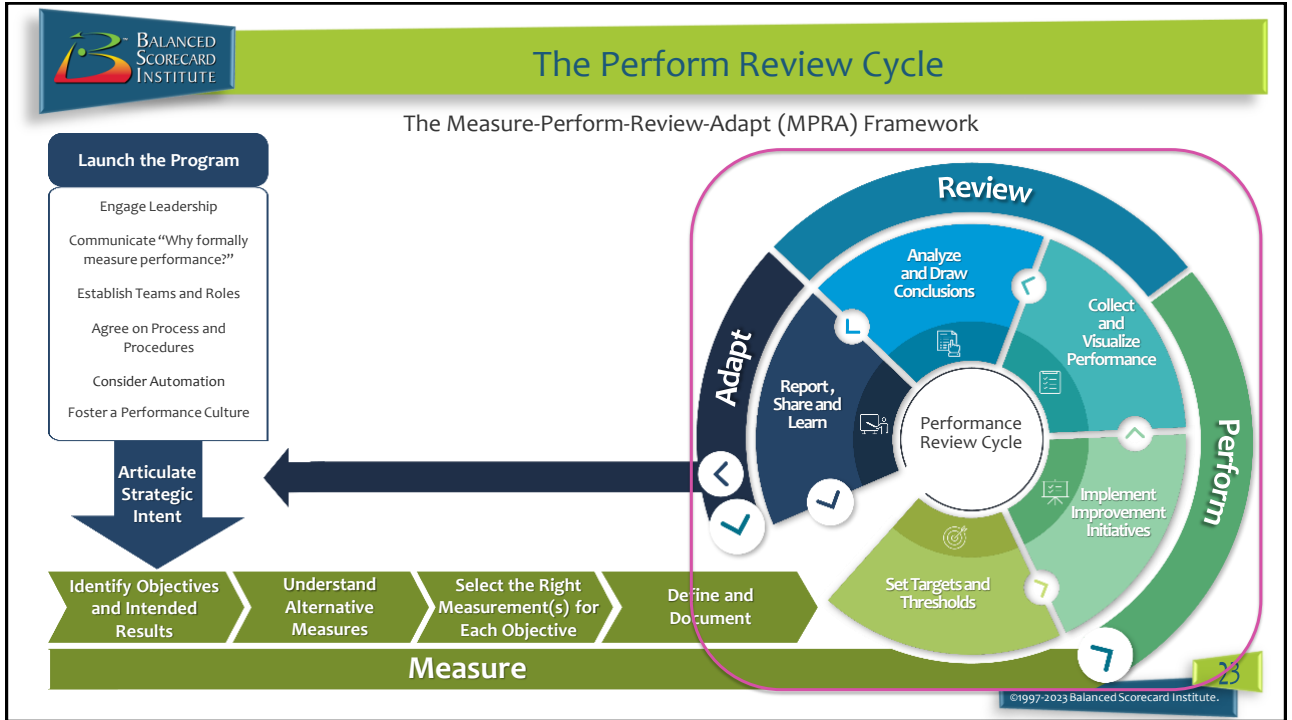 BALANCED
SCORECARD
INSTITUTE
The Perform Review Cycle
The Measure-Perform-Review-Adapt (MPRA) Framework
Launch the Program
Engage Leadership
Communicate “Why formally
measure performance?”
Establish Teams and Roles
Agree on Process and
Procedures
Consider Automation
Foster a Performance Culture
Articulate
Strategic
Intent
Identify Objectives
and Intended
Results
Understand
Alternative
Measures
Select the Right
Measurement(s) for
Each Objective
Define and
Document
Measure
Set Targets and
Thresholds
Implement
Improvement
Initiatives
Perform
Collect
and
Visualize
Performance
Review
Analyze
and Draw
Conclusions
Adapt
Report ,
Share and
Learn
Performance
Review Cycle
23
©1997-2023 Balanced Scorecard Institute.